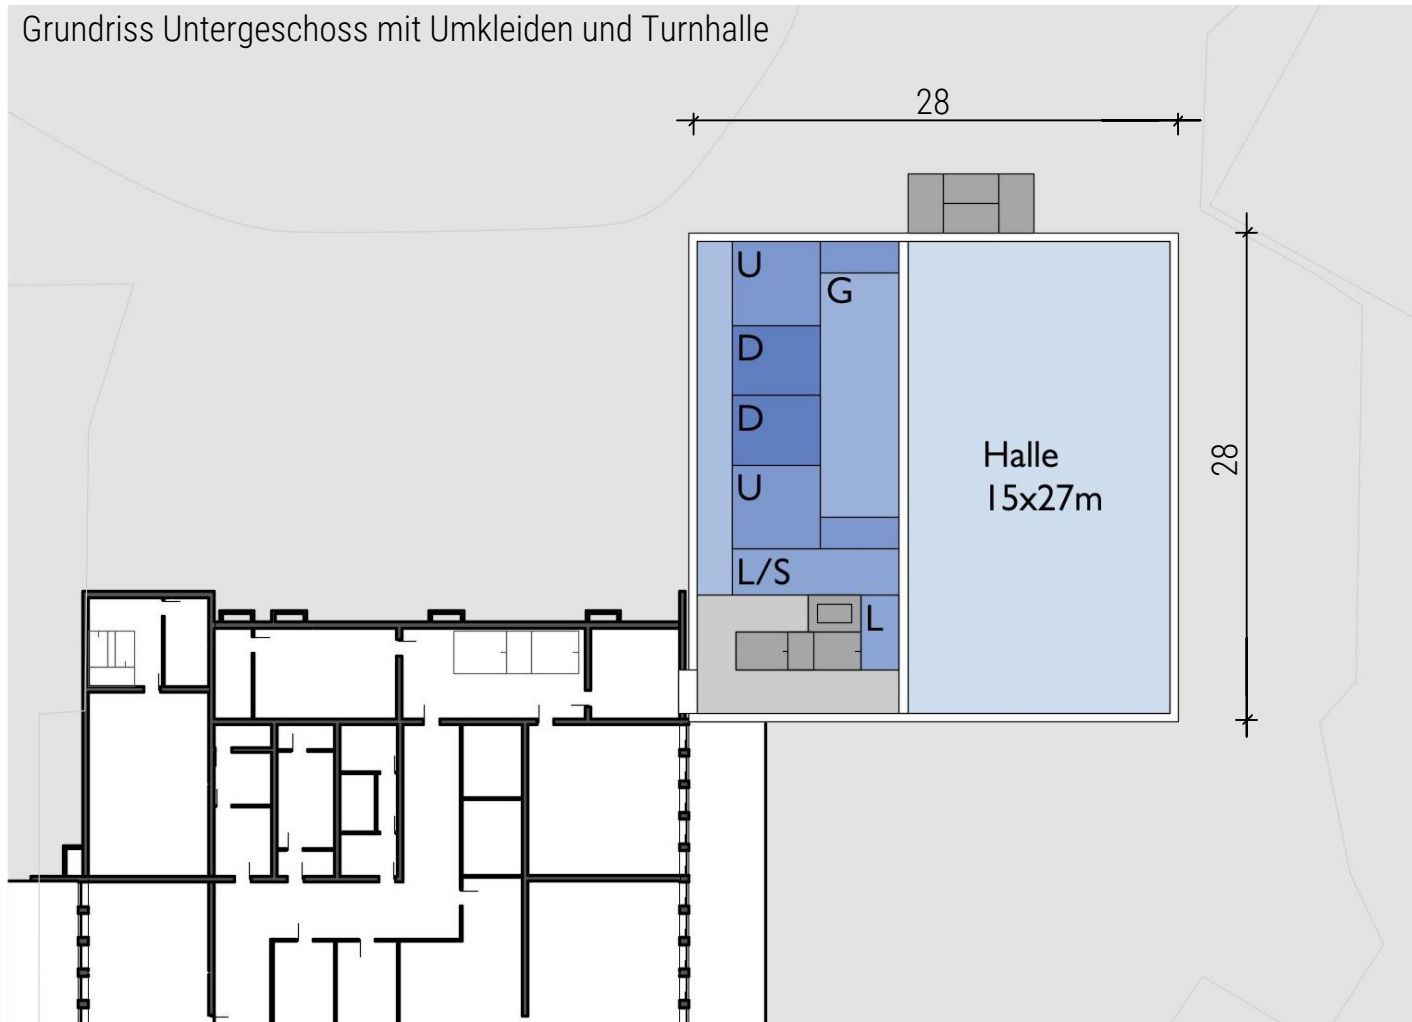 Grundriss Untergeschoss mit Umkleiden und Turnhalle
28
U
G
D
D
U
L/S
L
Halle
15x27m
28